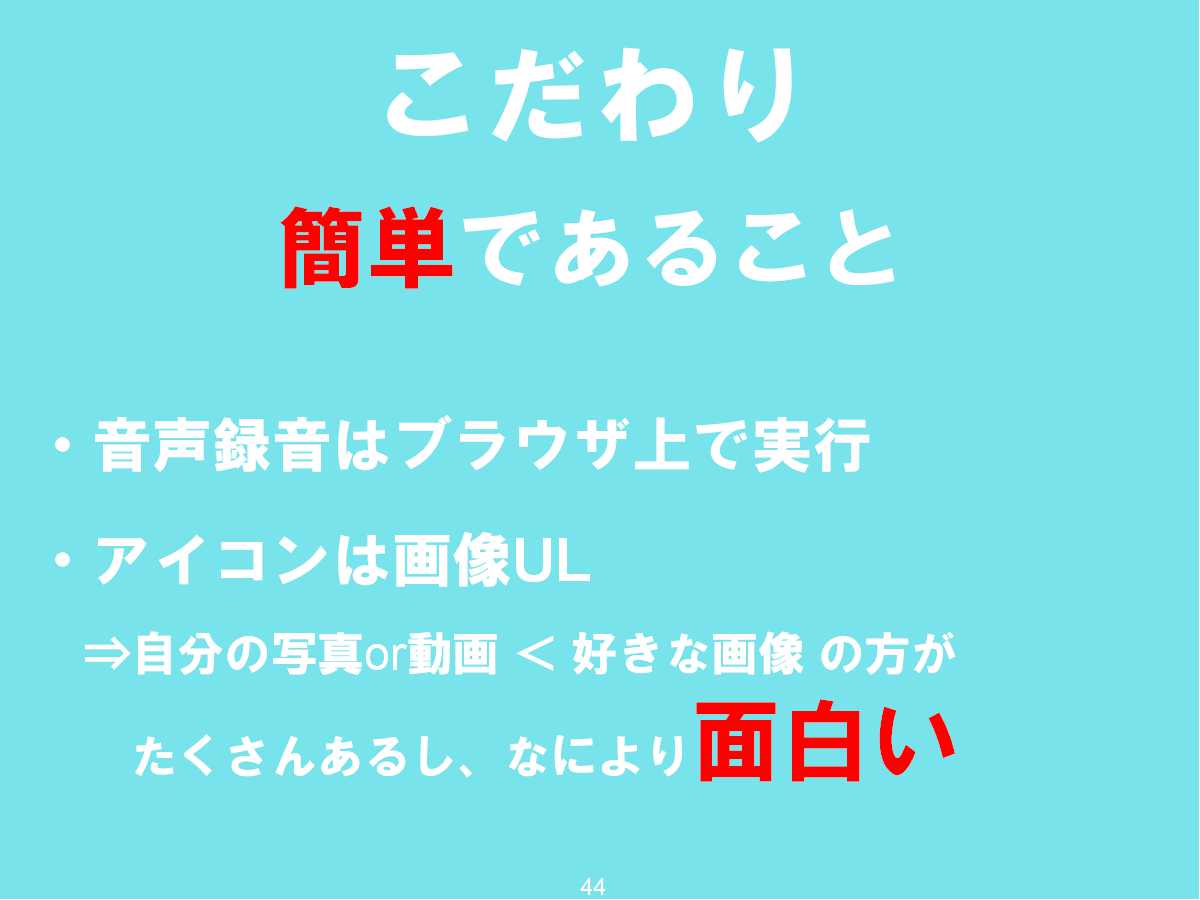 こだわり
簡単であること
・音声録音はブラウザ上で実行
・アイコンは画像UL
⇒自分の写真or動画 ＜ 好きな画像 の方が
たくさんあるし、なにより面白い
44